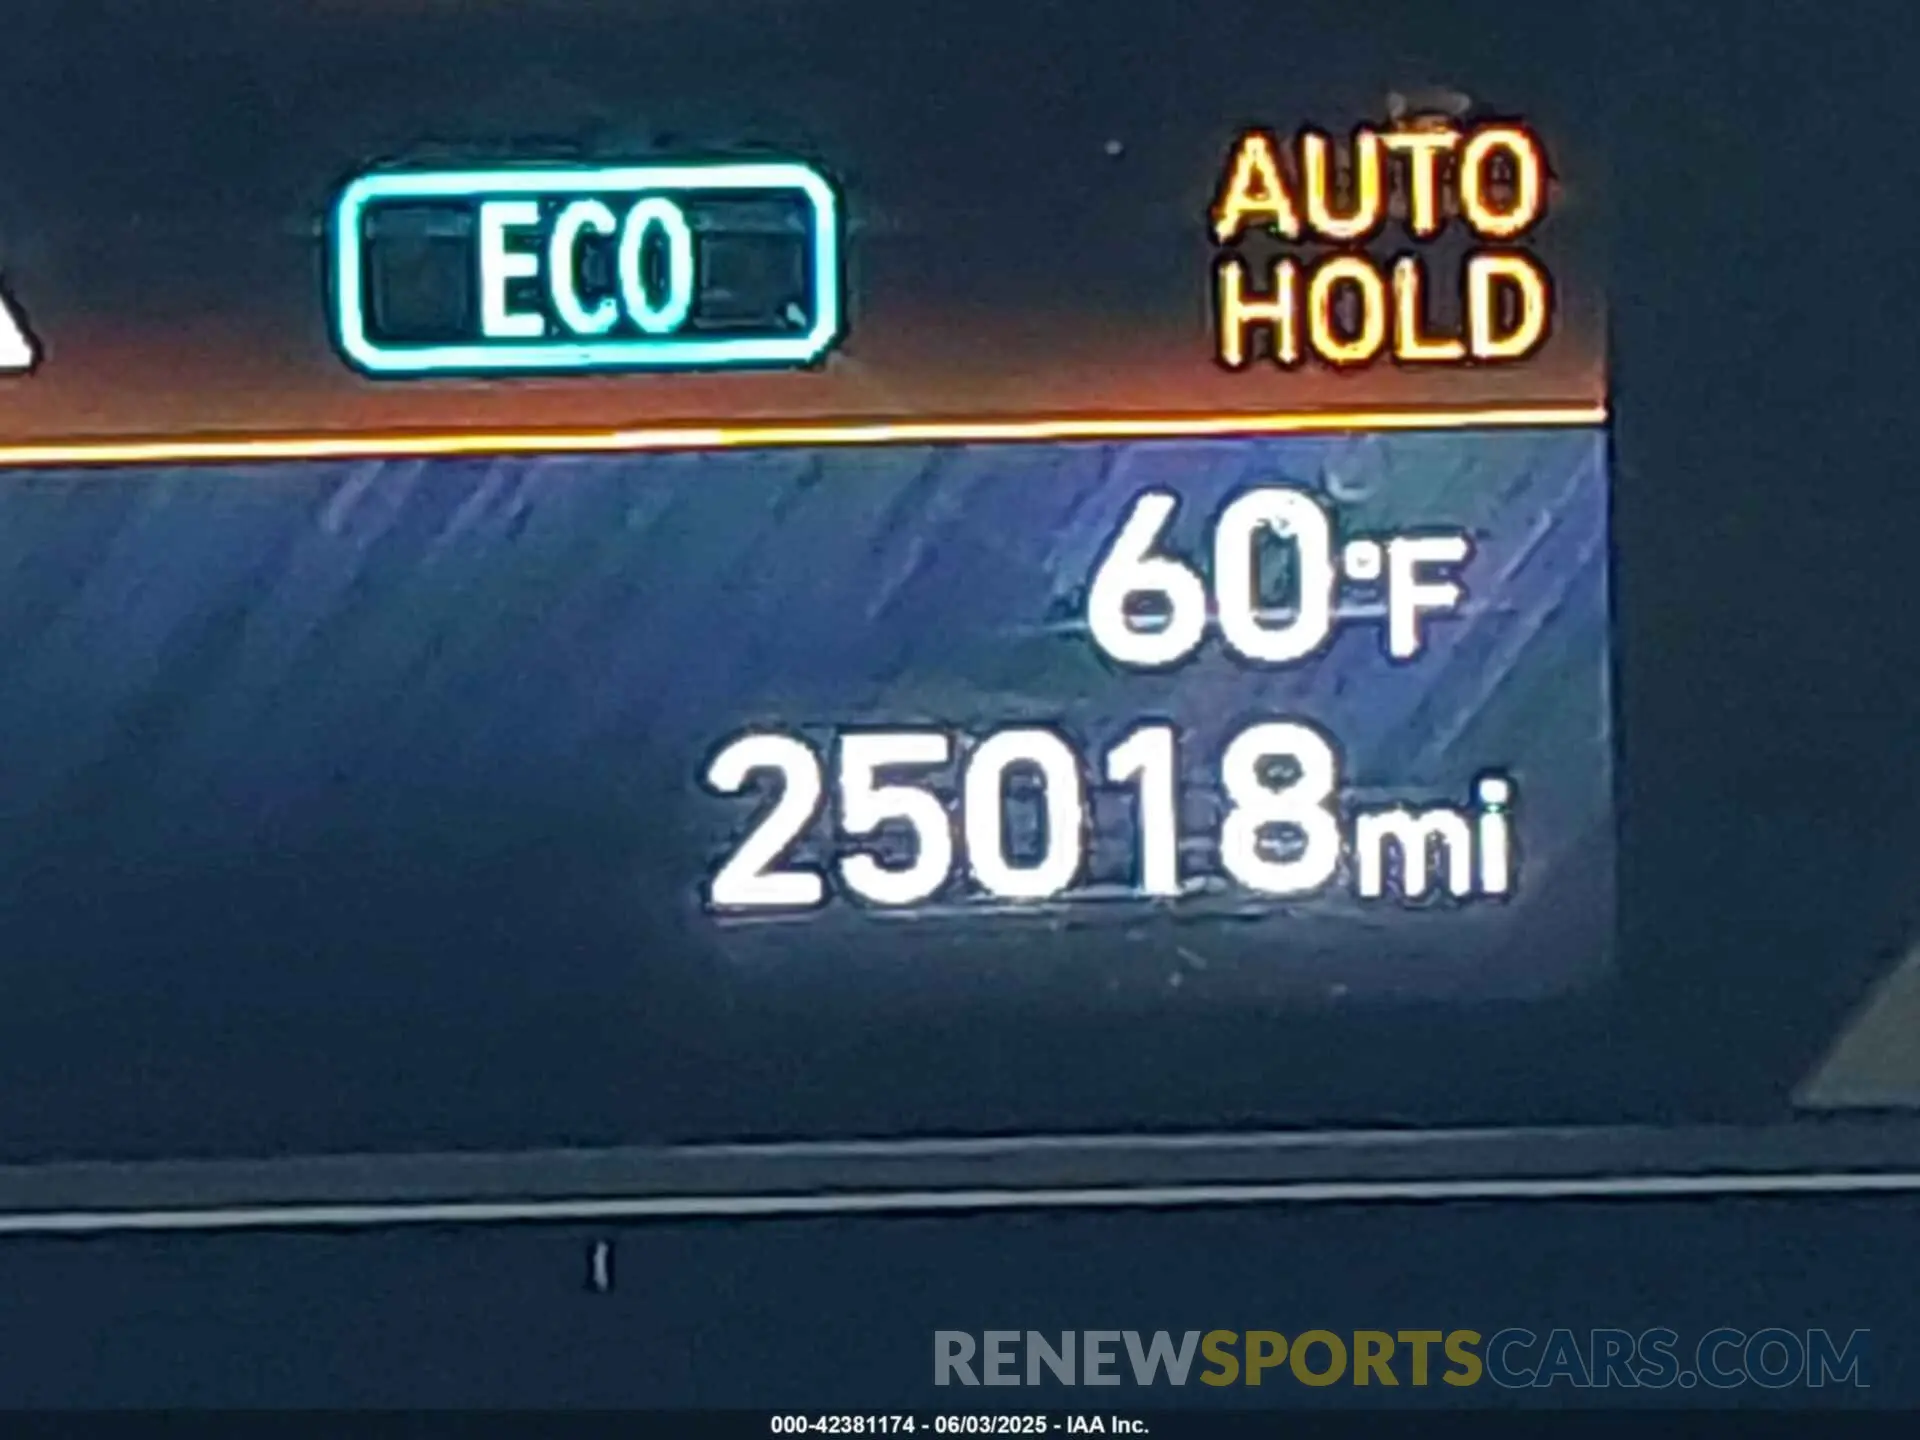 ECO
AUTO
HOLD
60°F
25018mi
RENEWSPORTSCARS.COM
000-42381174 - 06/03/2025 - IAA Inc.